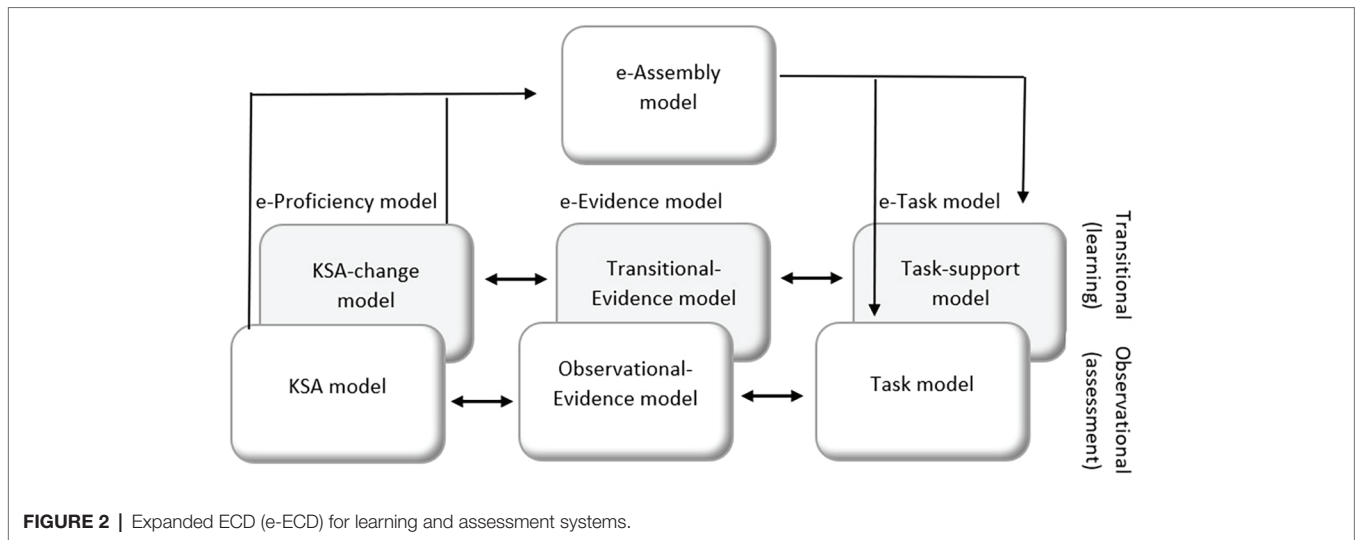 e-Assembly
model
e-Proficiency model
e-Evidence model
e-Task model
KSA-change
model
Transitional-
Evidence model
Task-support
model
Transitional
(learning)
KSA model
Observational-
Evidence model
Task model
Observational
(assessment)
FIGURE 2 | Expanded ECD (e-ECD) for learning and assessment systems.